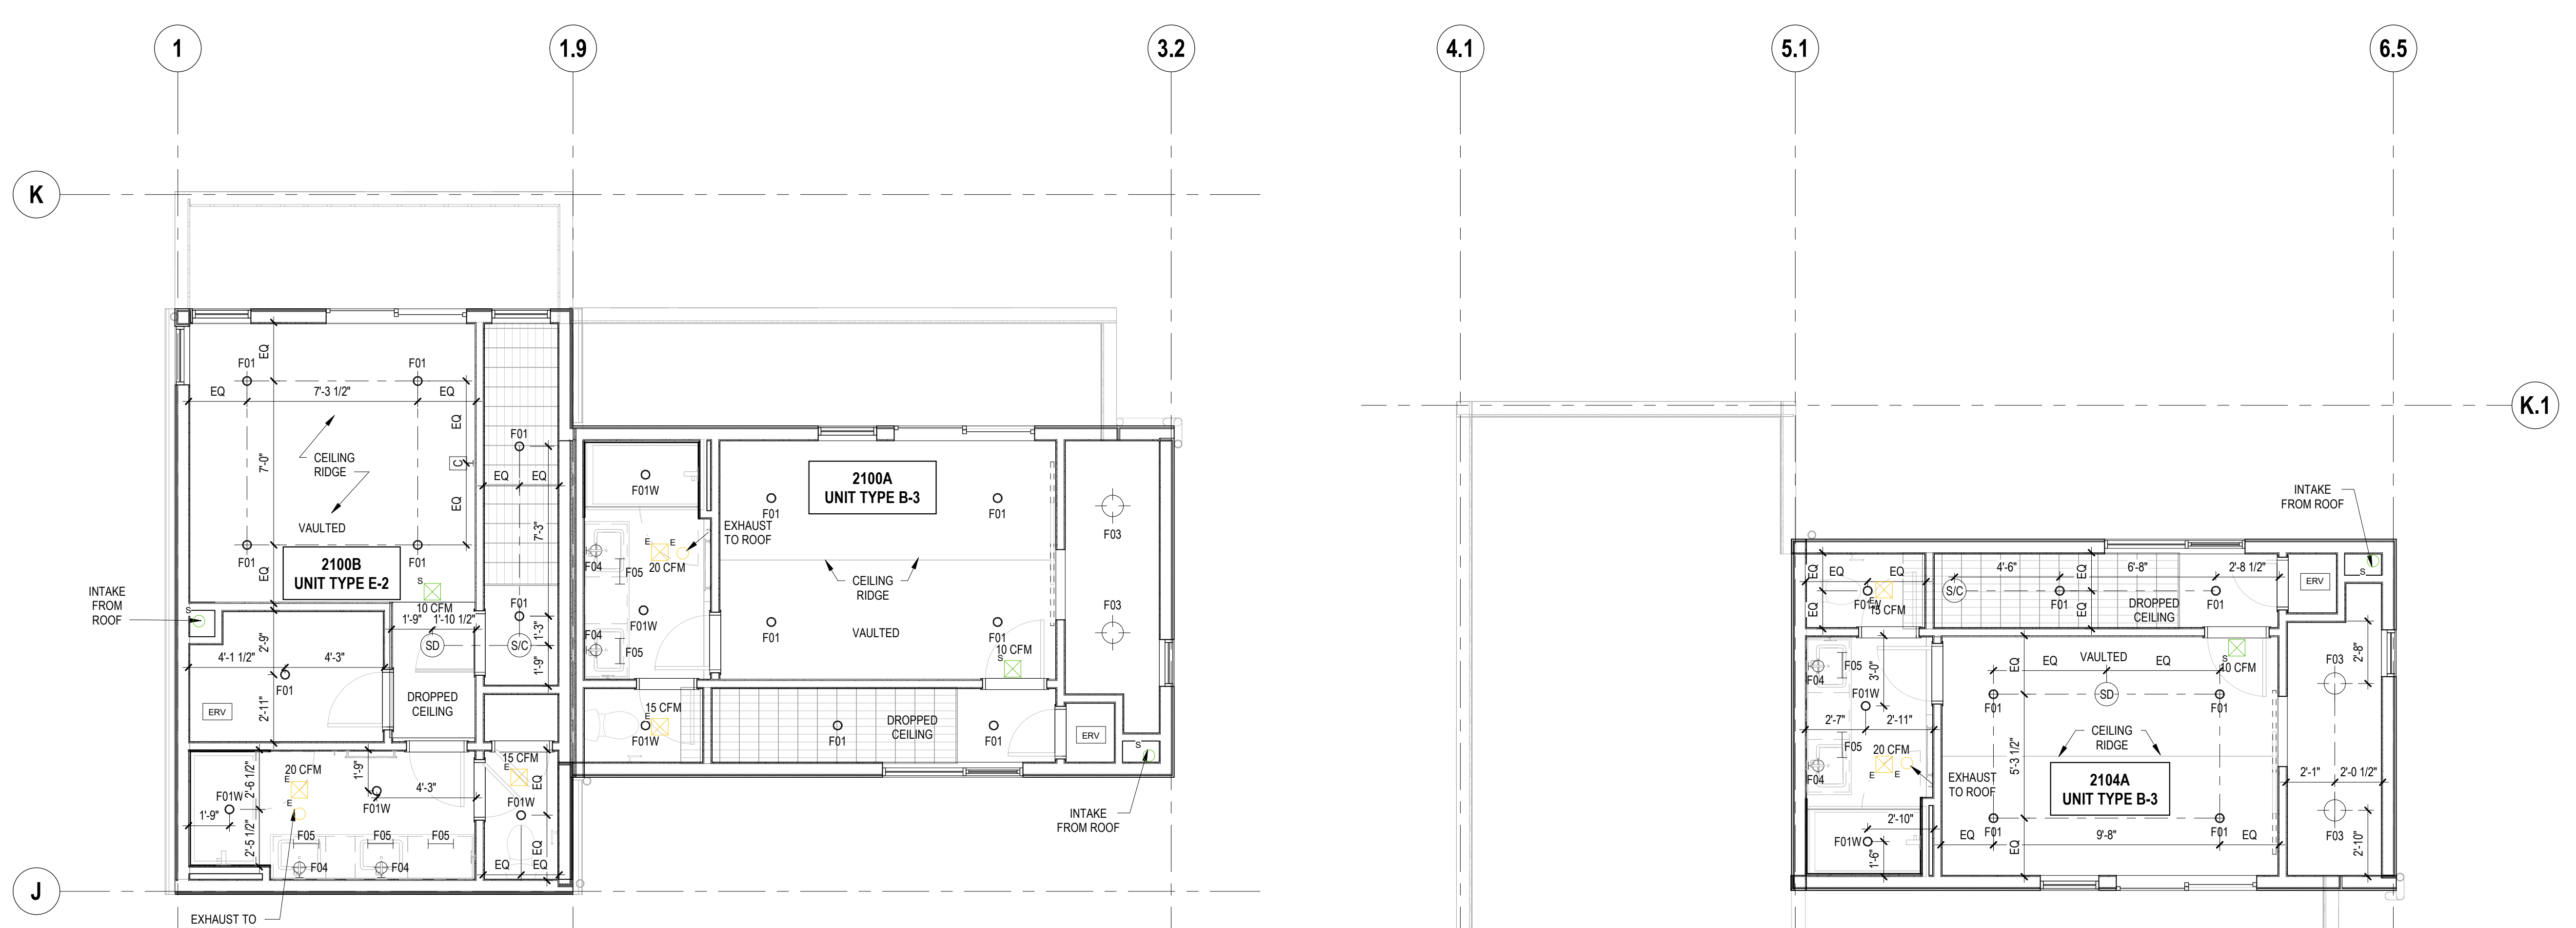 1
1.9
3.2
4.1
5.1
6.5
K
K.1
J
F01
F01
EQ
EQ
7'-3 1/2"
EQ
EQ
7'-0"
CEILING
RIDGE
C
EQ
VAULTED
F01
F01
EQ
2100B
UNIT TYPE E-2
S
10 CFM
1'-9"
1'-10 1/2"
SD
S/C
F01
EQ
EQ
7'-3"
F01
1'-3"
1'-9"
INTAKE
FROM
ROOF
S
2'-9"
4'-1 1/2"
4'-3"
F01
2'-11"
ERV
DROPPED
CEILING
20 CFM
E
E
2'-6 1/2"
F01W
1'-9"
2'-5 1/2"
1'-9"
F01W
4'-3"
F05
F05
F05
F04
F04
15 CFM
E
EQ
F01W
EQ
EQ
EQ
EXHAUST TO
F01W
2100A
UNIT TYPE B-3
F01
F01
EXHAUST
TO ROOF
E
E
20 CFM
F04
F05
F01W
F04
F05
CEILING
RIDGE
VAULTED
F01
F01
10 CFM
S
F03
F03
15 CFM
E
F01W
F01
DROPPED
CEILING
F01
ERV
S
INTAKE
FROM ROOF
INTAKE
FROM ROOF
S
ERV
EQ
EQ
EQ
EQ
F01W
E
15 CFM
4'-6"
EQ
6'-8"
2'-8 1/2"
S/C
F01
EQ
F01
DROPPED
CEILING
S
10 CFM
F05
F04
3'-0"
F01W
2'-7"
2'-11"
F05
F04
20 CFM
E
E
EXHAUST
TO ROOF
2'-10"
F01W
1'-6"
EQ
EQ
VAULTED
EQ
SD
F01
F01
CEILING
RIDGE
5'-3 1/2"
2104A
UNIT TYPE B-3
F01
F01
EQ
9'-8"
EQ
EQ
F03
2'-8"
2'-1"
2'-0 1/2"
F03
2'-10"